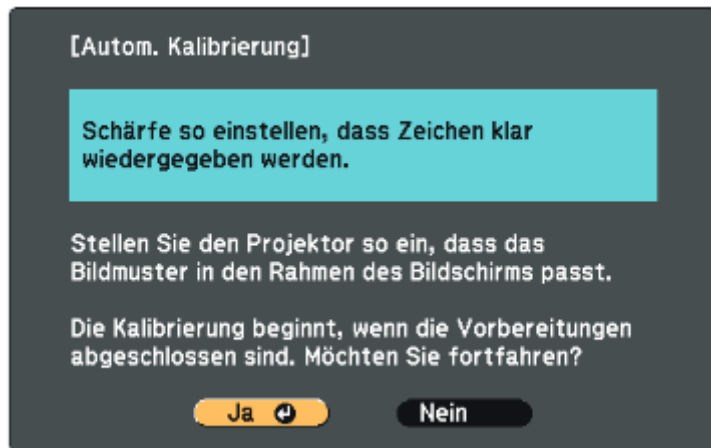 [Autom. Kalibrierung]
Schärfe so einstellen, dass Zeichen klar
wiedergegeben werden.
Stellen Sie den Projektor so ein, dass das
Bildmuster in den Rahmen des Bildschirms passt.
Die Kalibrierung beginnt, wenn die Vorbereitungen
abgeschlossen sind. Möchten Sie fortfahren?
Ja Nein